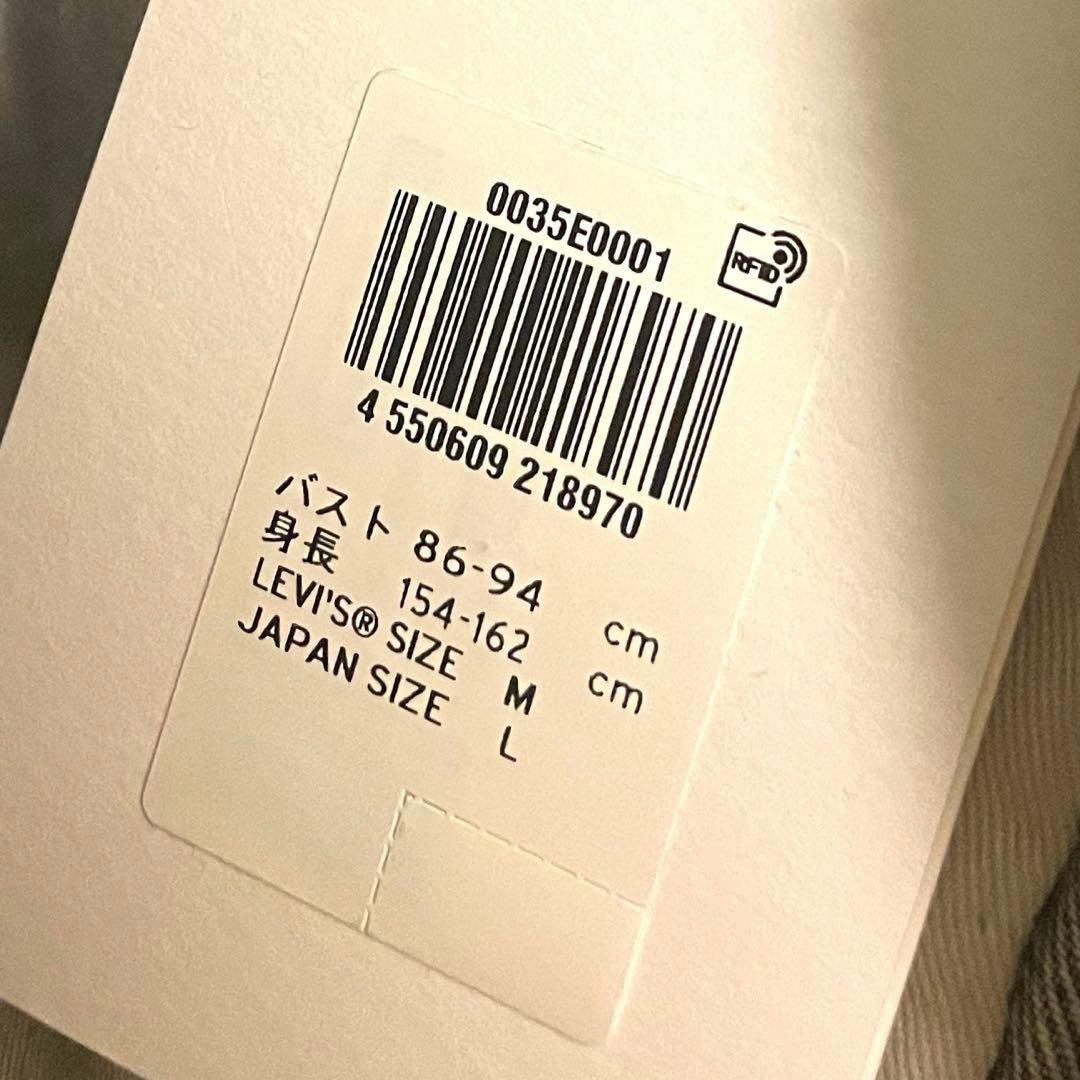 0035E0001
RFID
4 550609 218970
バスト 86-94 cm
身長 154-162 cm
LEVI'S® SIZE M
JAPAN SIZE L